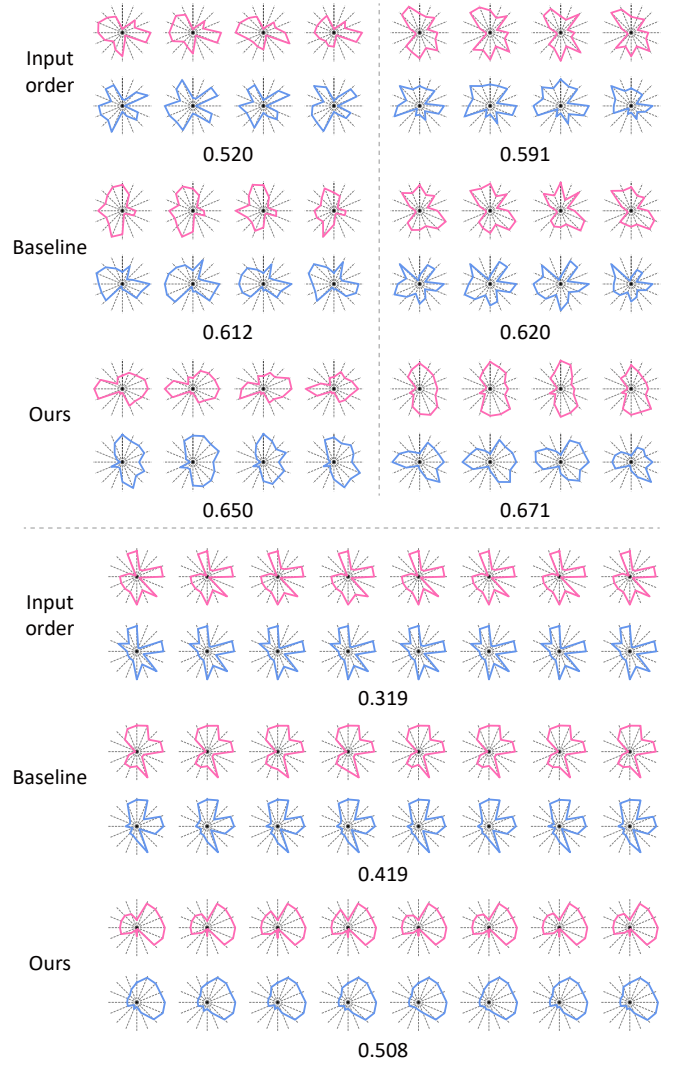 Input
order
0.520
0.591
Baseline
0.612
0.620
Ours
0.650
0.671
Input
order
0.319
Baseline
0.419
Ours
0.508